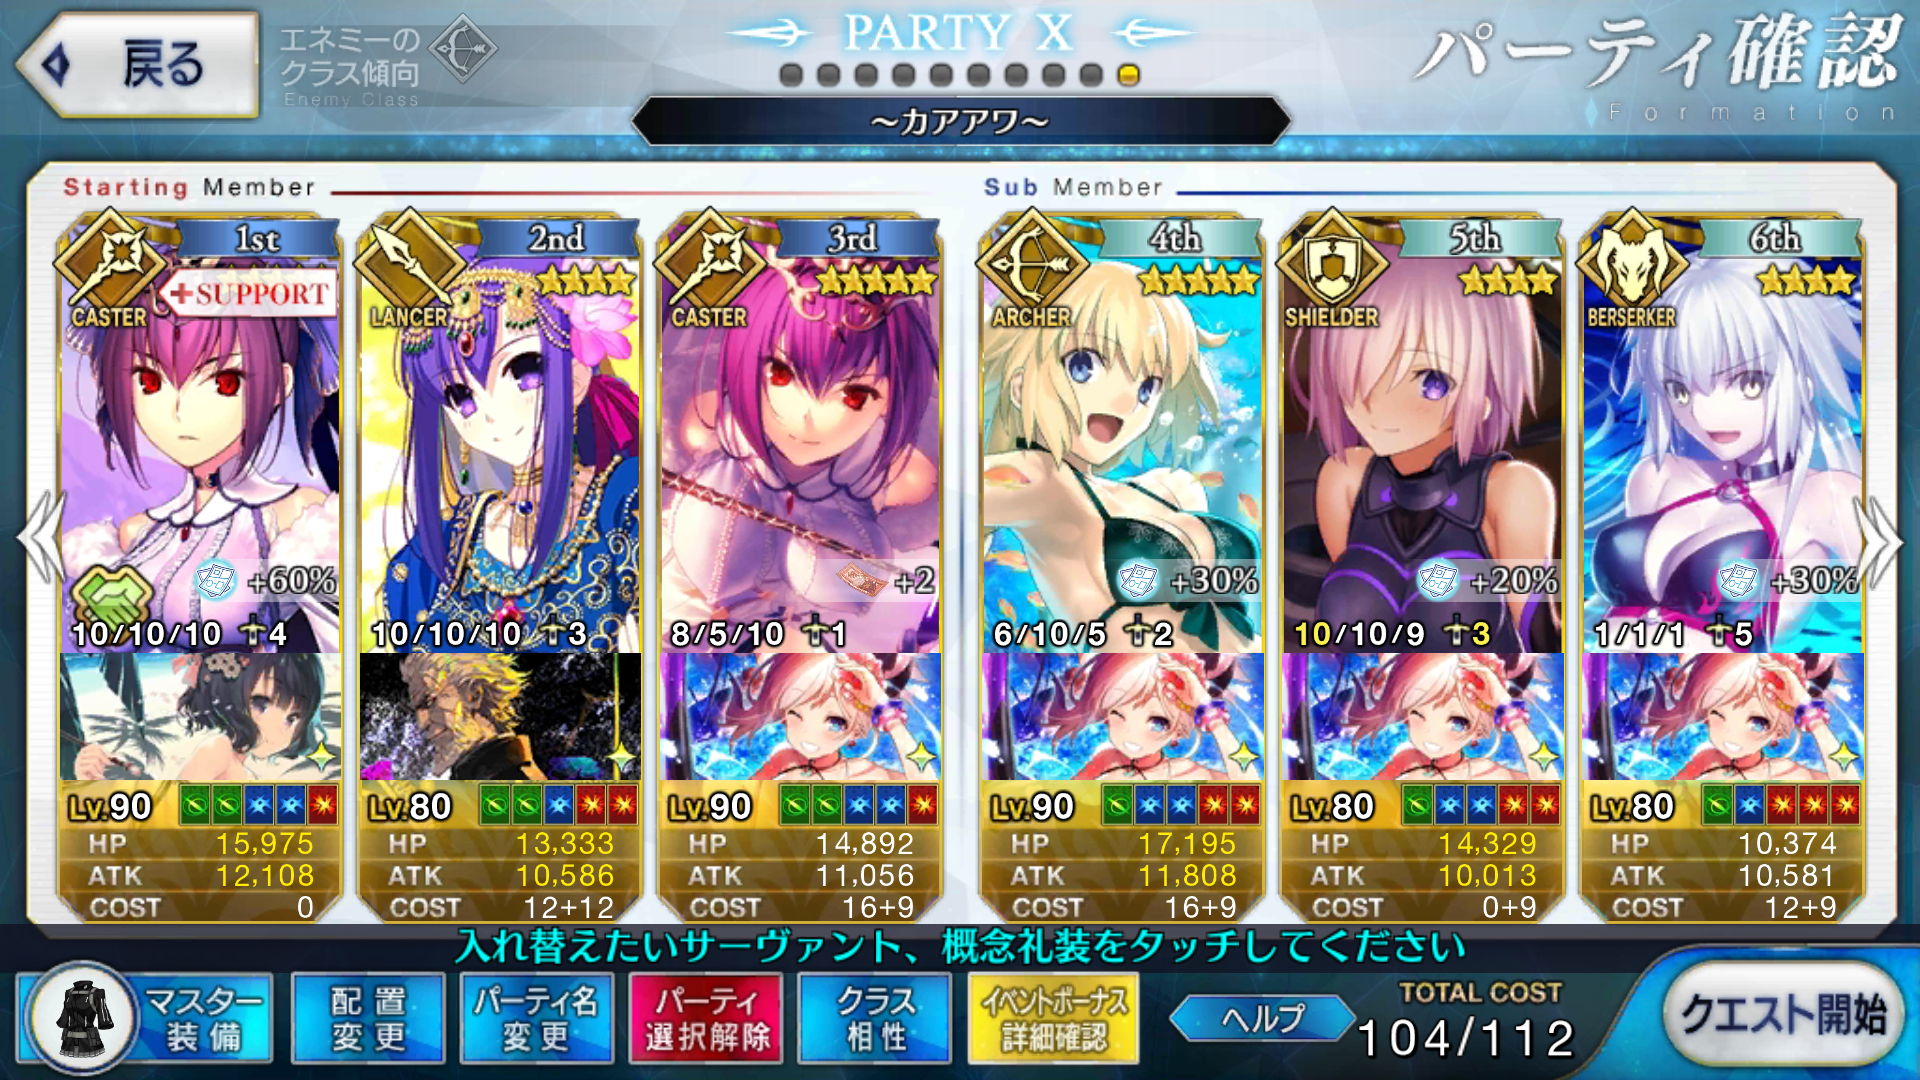 戻る
エネミーの
クラス傾向
Enemy Class
PARTY X
～カアアワ～
パーティ確認
Formation
Starting Member
Sub Member
1st
+SUPPORT
CASTER
+60%
10/10/10 4
Lv.90
HP 15,975
ATK 12,108
COST 0
2nd
LANCER
10/10/10 3
Lv.80
HP 13,333
ATK 10,586
COST 12+12
3rd
CASTER
+2
8/5/10 1
Lv.90
HP 14,892
ATK 11,056
COST 16+9
4th
ARCHER
+30%
6/10/5 2
Lv.90
HP 17,195
ATK 11,808
COST 16+9
5th
SHIELDER
+20%
10/10/9 3
Lv.80
HP 14,329
ATK 10,013
COST 0+9
6th
BERSERKER
+30%
1/1/1 5
Lv.80
HP 10,374
ATK 10,581
COST 12+9
入れ替えたいサーヴァント、概念礼装をタッチしてください
マスター
装備
配置
変更
パーティ名
変更
パーティ
選択解除
クラス
相性
イベントボーナス
詳細確認
ヘルプ
TOTAL COST
104/112
クエスト開始